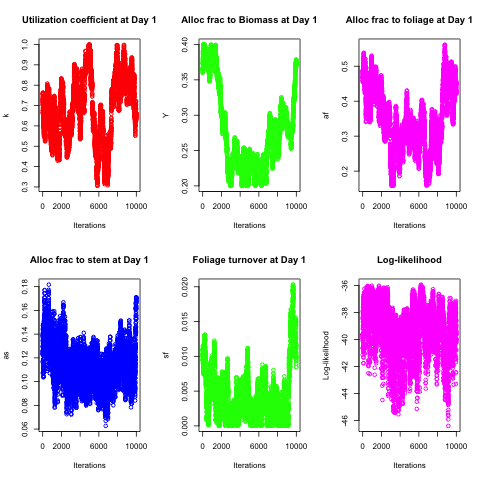 Utilization coefficient at Day 1
Alloc frac to Biomass at Day 1
Alloc frac to foliage at Day 1
k
0.3 0.4 0.5 0.6 0.7 0.8 0.9 1.0
0 2000 6000 10000
Iterations
Y
0.20 0.25 0.30 0.35 0.40
0 2000 6000 10000
Iterations
af
0.2 0.3 0.4 0.5
0 2000 6000 10000
Iterations
Alloc frac to stem at Day 1
Foliage turnover at Day 1
Log-likelihood
as
0.06 0.08 0.10 0.12 0.14 0.16 0.18
0 2000 6000 10000
Iterations
sf
0.000 0.005 0.010 0.015 0.020
0 2000 6000 10000
Iterations
Log-likelihood
-46 -44 -42 -40 -38 -36
0 2000 6000 10000
Iterations